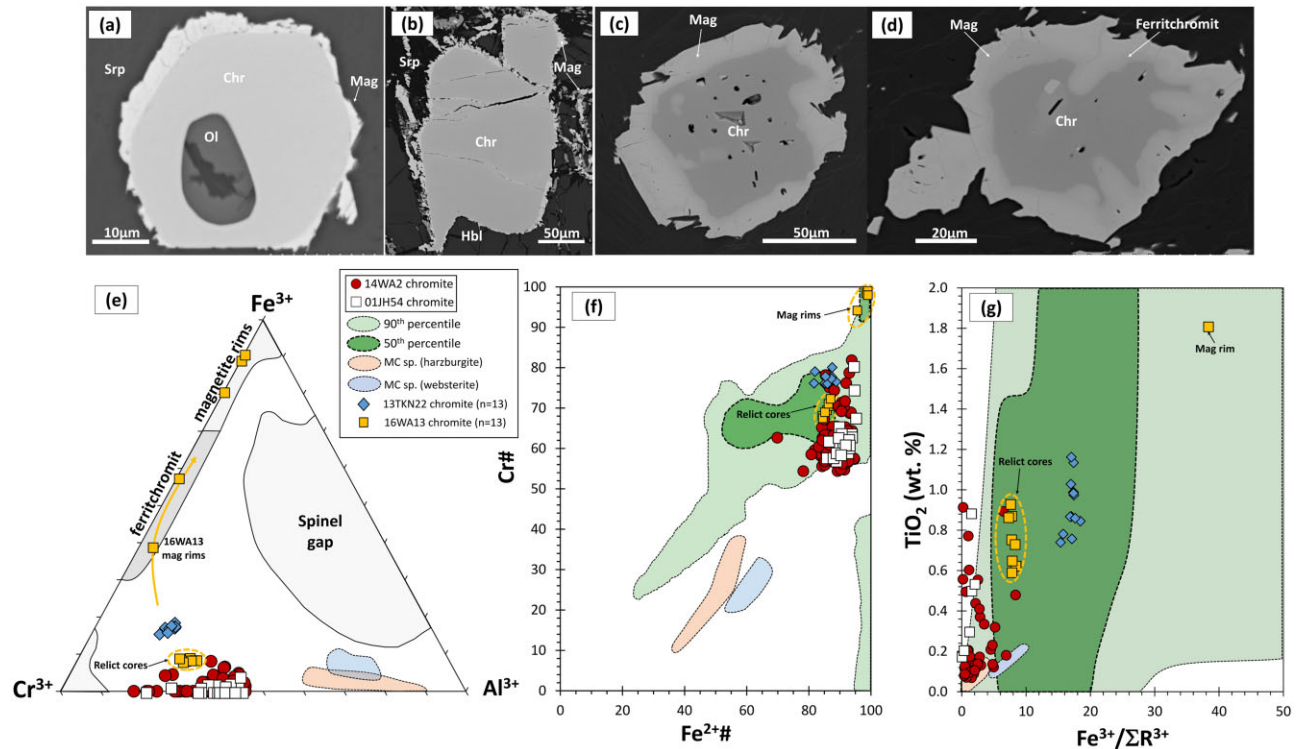 (a)
Srp
Chr
Mag
Ol
10µm
(b)
Srp
Mag
Chr
Hbl
50µm
(c)
Mag
Chr
50µm
(d)
Mag
Ferritchromit
Chr
20µm
(e)
Fe3+
magnetite rims
ferritchromit
16WA13
mag rims
Spinel
gap
Relict cores
Cr3+
Al3+
14WA2 chromite
01JH54 chromite
90th percentile
50th percentile
MC sp. (harzburgite)
MC sp. (websterite)
13TKN22 chromite (n=13)
16WA13 chromite (n=13)
(f)
Cr#
100
90
80
70
60
50
40
30
20
10
0
Mag rims
Relict cores
0
20
40
60
80
100
Fe2+#
(g)
TiO2 (wt. %)
2.0
1.8
1.6
1.4
1.2
1.0
0.8
0.6
0.4
0.2
0.0
Mag rim
Relict cores
0
10
20
30
40
50
Fe3+/ΣR3+